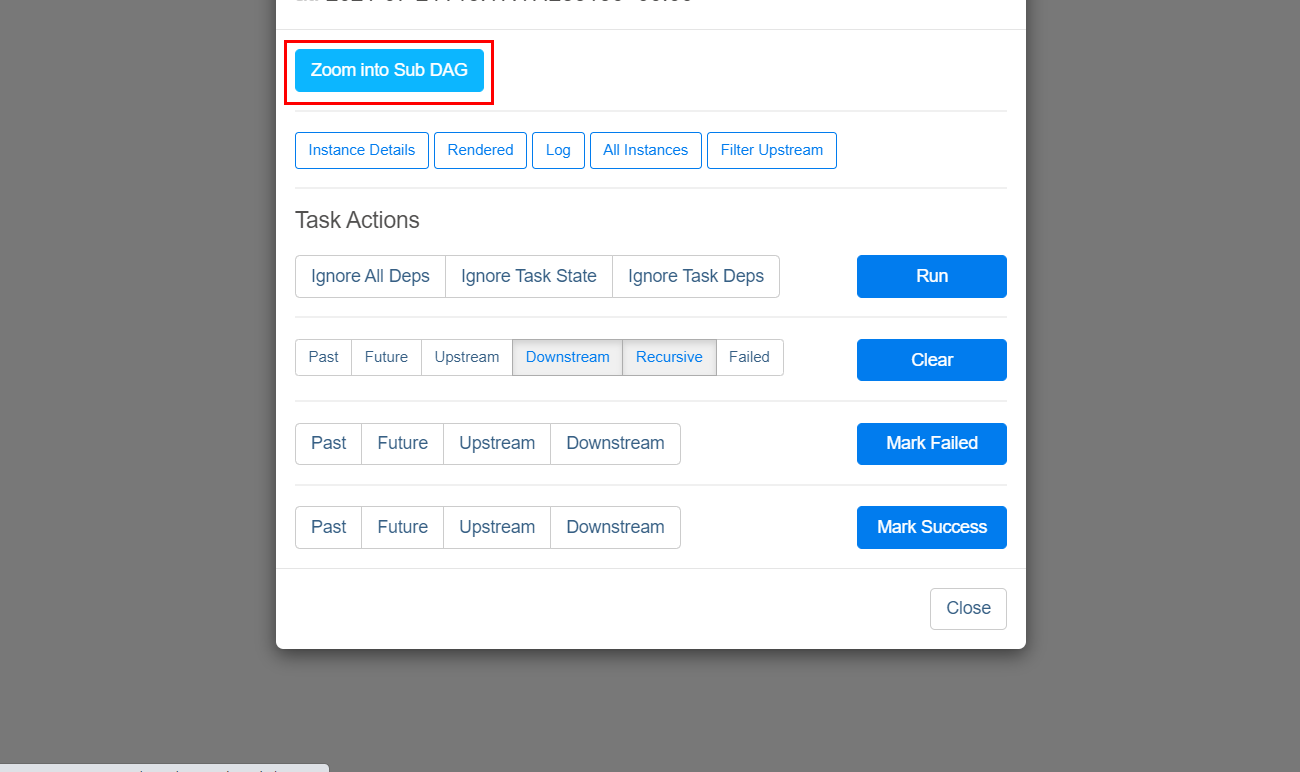 Zoom into Sub DAG
Instance Details Rendered Log All Instances Filter Upstream
Task Actions
Ignore All Deps Ignore Task State Ignore Task Deps Run
Past Future Upstream Downstream Recursive Failed Clear
Past Future Upstream Downstream Mark Failed
Past Future Upstream Downstream Mark Success
Close